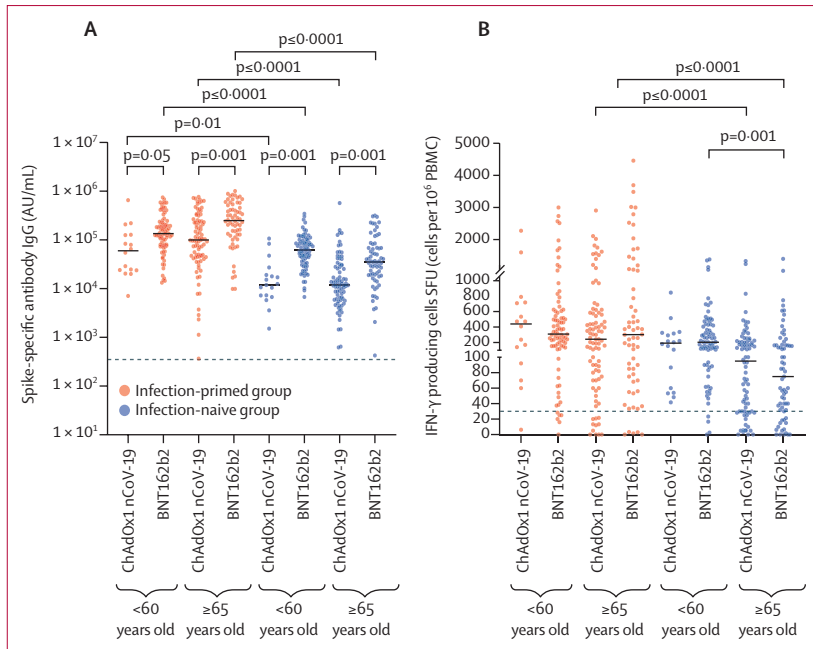 A
p≤0·0001
p≤0·0001
p≤0·0001
p=0·01
p=0·05
p=0·001
p=0·001
p=0·001
Spike-specific antibody IgG (AU/mL)
1 × 10⁷
1 × 10⁶
1 × 10⁵
1 × 10⁴
1 × 10³
1 × 10²
1 × 10¹
Infection-primed group
Infection-naive group
ChAdOx1 nCoV-19
BNT162b2
ChAdOx1 nCoV-19
BNT162b2
ChAdOx1 nCoV-19
BNT162b2
ChAdOx1 nCoV-19
BNT162b2
<60
years old
≥65
years old
<60
years old
≥65
years old
B
p≤0·0001
p≤0·0001
p=0·001
IFN-γ producing cells SFU (cells per 10⁶ PBMC)
5000
4000
3000
2000
1000
800
600
400
200
100
80
60
40
20
0
ChAdOx1 nCoV-19
BNT162b2
ChAdOx1 nCoV-19
BNT162b2
ChAdOx1 nCoV-19
BNT162b2
ChAdOx1 nCoV-19
BNT162b2
<60
years old
≥65
years old
<60
years old
≥65
years old